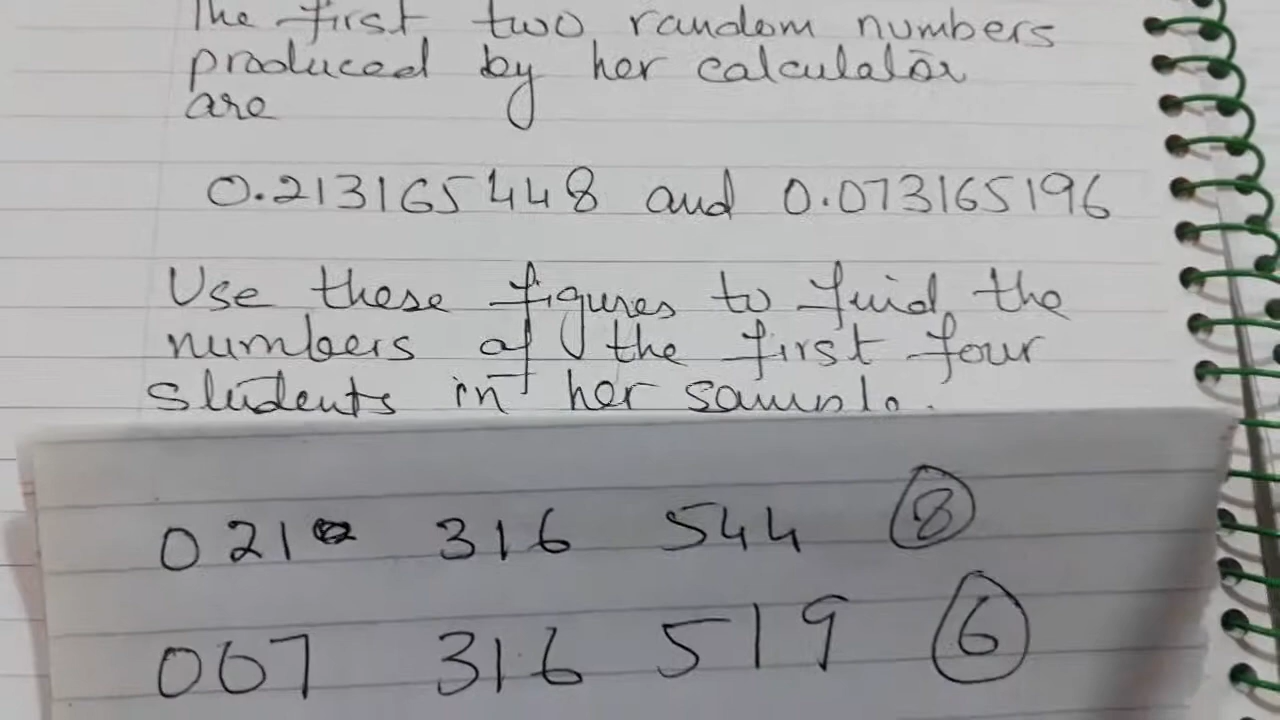 The first two random numbers
produced by her calculator
are
0.213165448 and 0.073165196
Use these figures to find the
numbers of the first four
students in her sample.
021 316 544 8
007 316 519 6